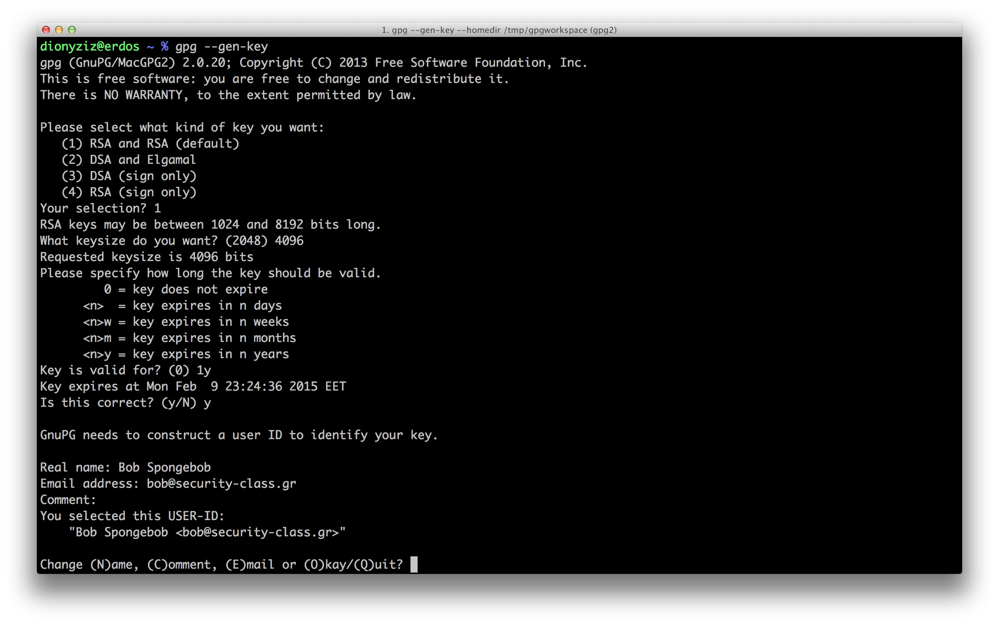 1. gpg --gen-key --homedir /tmp/gpgworkspace (gpg2)
dionyziz@erdos ~ % gpg --gen-key
gpg (GnuPG/MacGPG2) 2.0.20; Copyright (C) 2013 Free Software Foundation, Inc.
This is free software: you are free to change and redistribute it.
There is NO WARRANTY, to the extent permitted by law.

Please select what kind of key you want:
   (1) RSA and RSA (default)
   (2) DSA and Elgamal
   (3) DSA (sign only)
   (4) RSA (sign only)
Your selection? 1
RSA keys may be between 1024 and 8192 bits long.
What keysize do you want? (2048) 4096
Requested keysize is 4096 bits
Please specify how long the key should be valid.
         0 = key does not expire
      <n>  = key expires in n days
      <n>w = key expires in n weeks
      <n>m = key expires in n months
      <n>y = key expires in n years
Key is valid for? (0) 1y
Key expires at Mon Feb  9 23:24:36 2015 EET
Is this correct? (y/N) y

GnuPG needs to construct a user ID to identify your key.

Real name: Bob Spongebob
Email address: bob@security-class.gr
Comment:
You selected this USER-ID:
    "Bob Spongebob <bob@security-class.gr>"

Change (N)ame, (C)omment, (E)mail or (O)kay/(Q)uit?